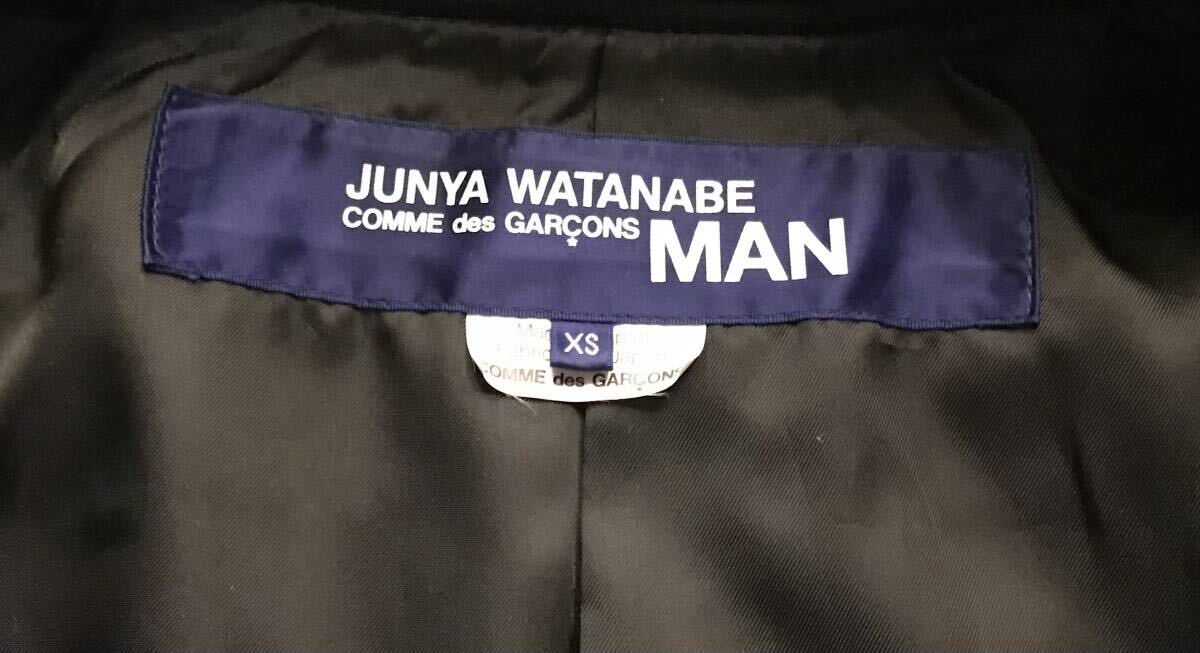 JUNYA WATANABE
COMME des GARÇONS
MAN
XS
COMME des GARÇONS